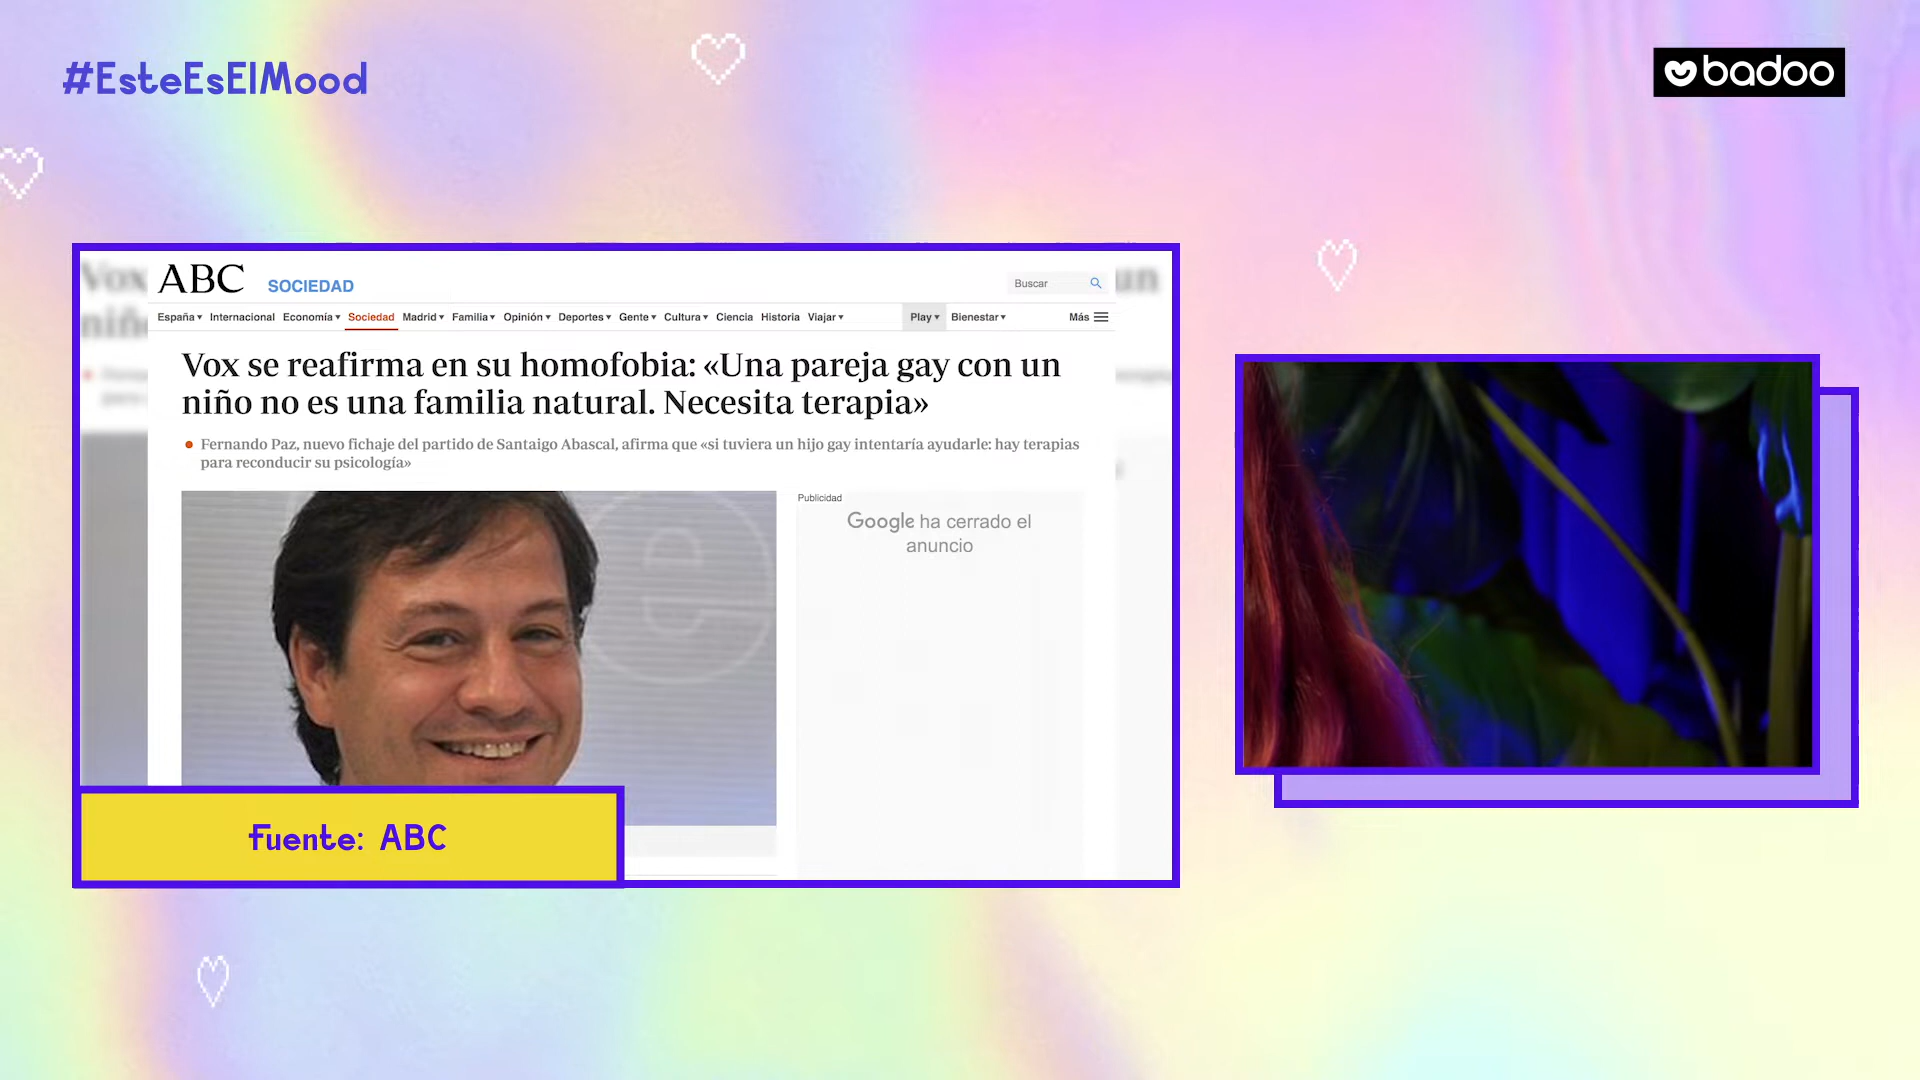 #EsteEsElMood
badoo
ABC SOCIEDAD
Buscar
España Internacional Economía Sociedad Madrid Familia Opinión Deportes Gente Cultura Ciencia Historia Viajar Play Bienestar Más
Vox se reafirma en su homofobia: «Una pareja gay con un
niño no es una familia natural. Necesita terapia»
Fernando Paz, nuevo fichaje del partido de Santaigo Abascal, afirma que «si tuviera un hijo gay intentaría ayudarle: hay terapias
para reconducir su psicología»
Publicidad
Google ha cerrado el
anuncio
Fuente: ABC
Vox
niño
un